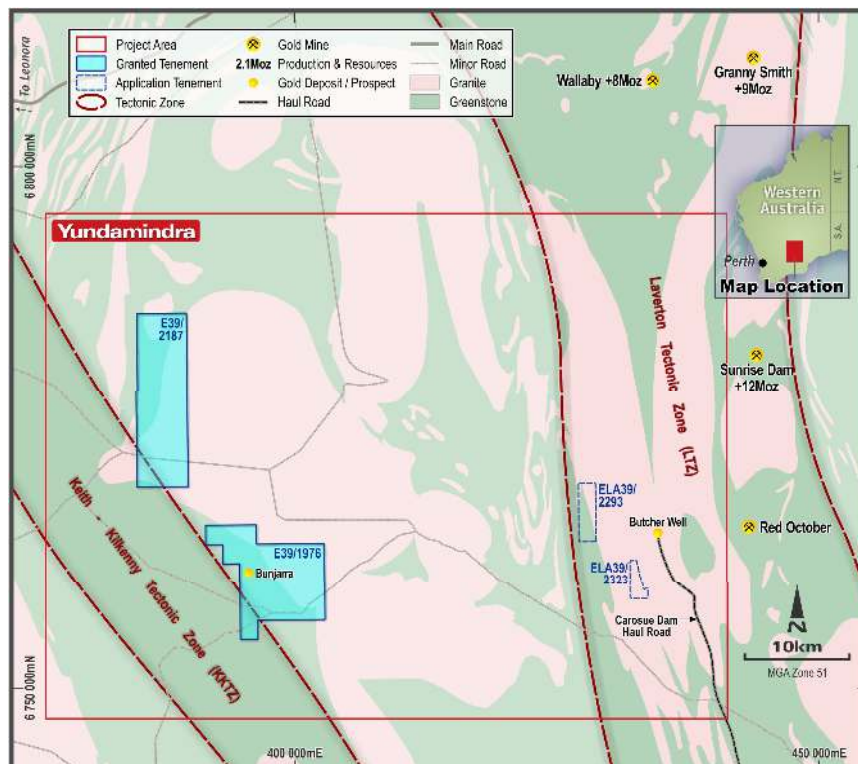 Project Area
Granted Tenement
Application Tenement
Tectonic Zone
Gold Mine
2.1Moz Production & Resources
Gold Deposit / Prospect
Haul Road
Main Road
Minor Road
Granite
Greenstone
To Leonora
Wallaby +8Moz
Granny Smith
+9Moz
6 800 000mN
Western
Australia
N.T.
S.A.
Perth
Map Location
Yundamindra
E39/
2187
Laverton Tectonic Zone (LTZ)
Sunrise Dam
+12Moz
Keith - Kilkenny Tectonic Zone (KKTZ)
ELA39/
2293
Butcher Well
Red October
E39/1976
Bunjarra
ELA39/
2323
Carosue Dam
Haul Road
N
10km
MGA Zone 51
6 750 000mN
400 000mE
450 000mE